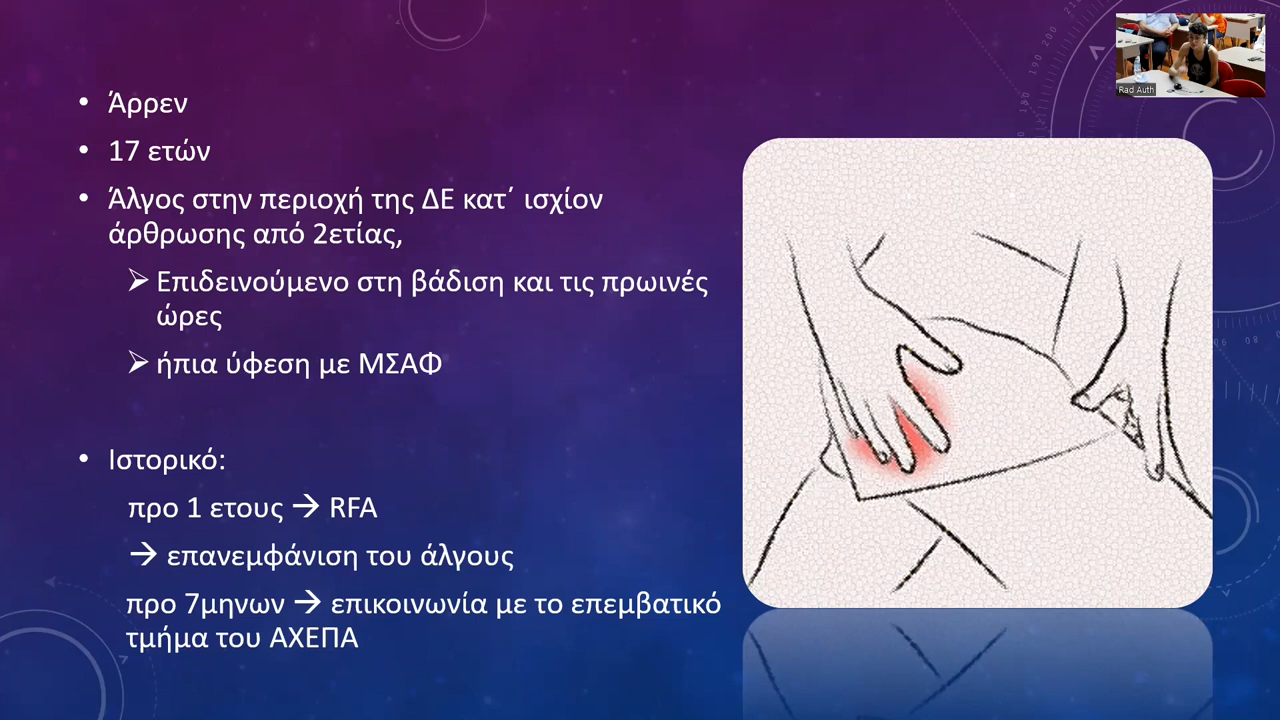 Άρρεν
17 ετών
Άλγος στην περιοχή της ΔΕ κατ΄ ισχίον
άρθρωσης από 2ετίας,
Επιδεινούμενο στη βάδιση και τις πρωινές
ώρες
ήπια ύφεση με ΜΣΑΦ
Ιστορικό:
προ 1 ετους → RFA
→ επανεμφάνιση του άλγους
προ 7μηνων → επικοινωνία με το επεμβατικό
τμήμα του ΑΧΕΠΑ
Rad Auth
190 200